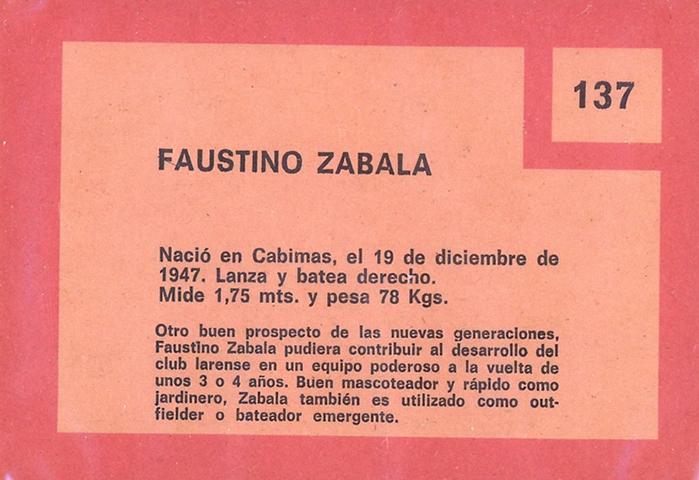 137
FAUSTINO ZABALA
Nació en Cabimas, el 19 de diciembre de
1947. Lanza y batea derecho.
Mide 1,75 mts. y pesa 78 Kgs.
Otro buen prospecto de las nuevas generaciones,
Faustino Zabala pudiera contribuir al desarrollo del
club larense en un equipo poderoso a la vuelta de
unos 3 o 4 años. Buen mascoteador y rápido como
jardinero, Zabala también es utilizado como out-
fielder o bateador emergente.